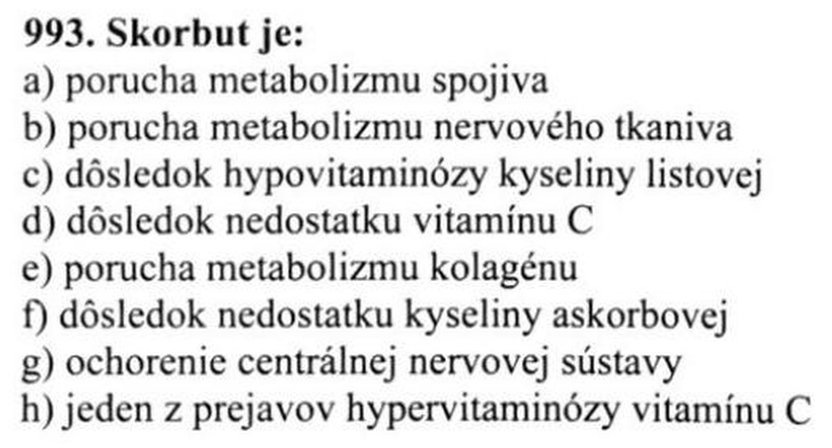 993. Skorbut je:
a) porucha metabolizmu spojiva
b) porucha metabolizmu nervového tkaniva
c) dôsledok hypovitaminózy kyseliny listovej
d) dôsledok nedostatku vitamínu C
e) porucha metabolizmu kolagénu
f) dôsledok nedostatku kyseliny askorbovej
g) ochorenie centrálnej nervovej sústavy
h) jeden z prejavov hypervitaminózy vitamínu C